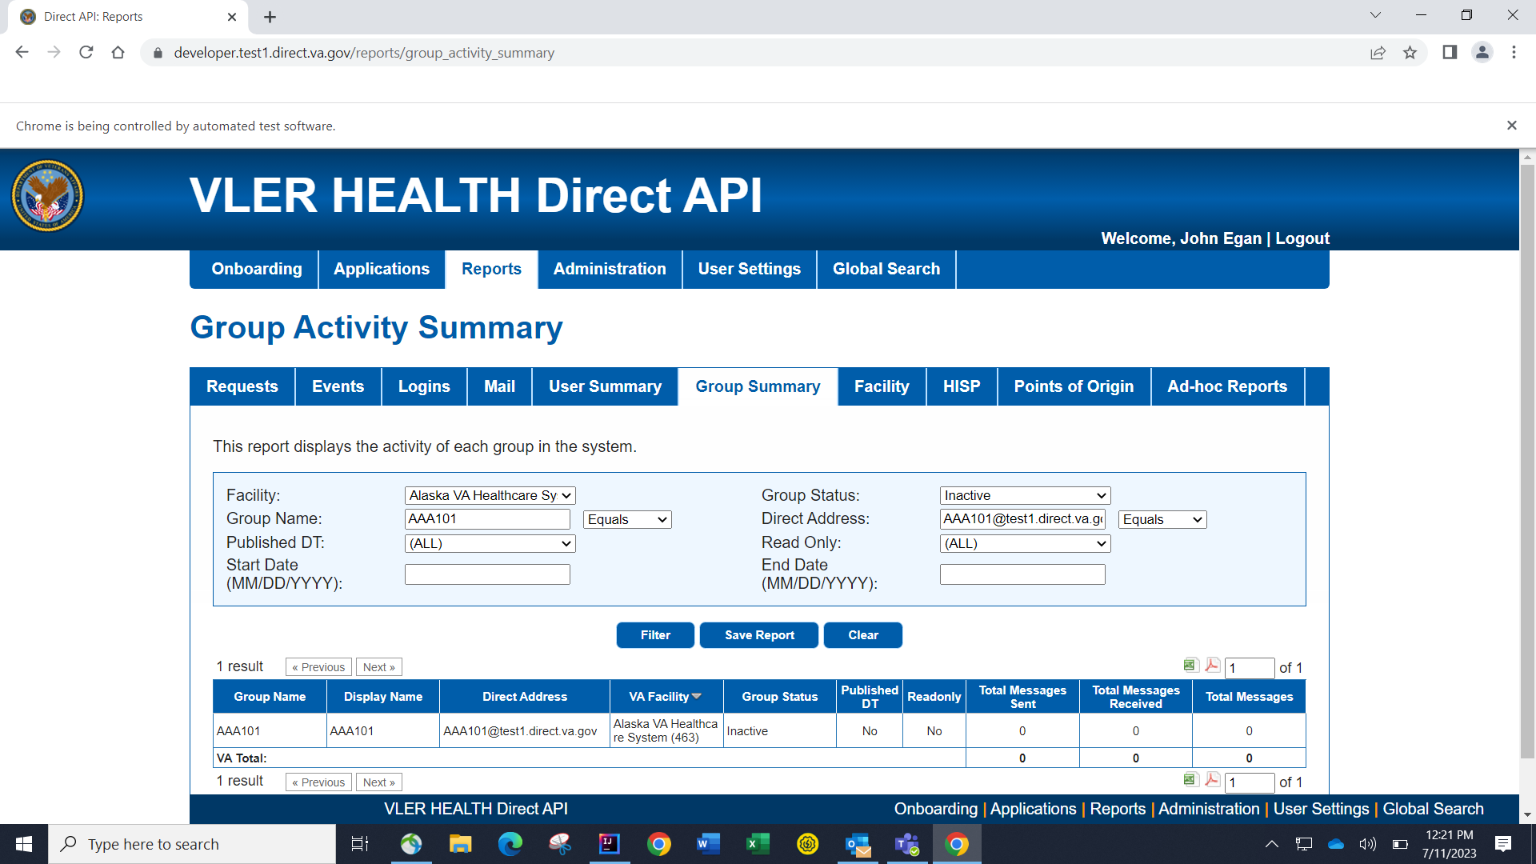 Direct API: Reports
developer.test1.direct.va.gov/reports/group_activity_summary
Chrome is being controlled by automated test software.
VLER HEALTH Direct API
Welcome, John Egan | Logout
Onboarding Applications Reports Administration User Settings Global Search
Group Activity Summary
Requests Events Logins Mail User Summary Group Summary Facility HISP Points of Origin Ad-hoc Reports
This report displays the activity of each group in the system.
Facility: Alaska VA Healthcare Sy Group Status: Inactive
Group Name: AAA101 Equals Direct Address: AAA101@test1.direct.va.go Equals
Published DT: (ALL) Read Only: (ALL)
Start Date (MM/DD/YYYY): End Date (MM/DD/YYYY):
Filter Save Report Clear
1 result « Previous Next » 1 of 1
Group Name Display Name Direct Address VA Facility Group Status Published DT Readonly Total Messages Sent Total Messages Received Total Messages
AAA101 AAA101 AAA101@test1.direct.va.gov Alaska VA Healthca re System (463) Inactive No No 0 0 0
VA Total: 0 0 0
1 result « Previous Next » 1 of 1
VLER HEALTH Direct API Onboarding | Applications | Reports | Administration | User Settings | Global Search
Type here to search
12:21 PM
7/11/2023